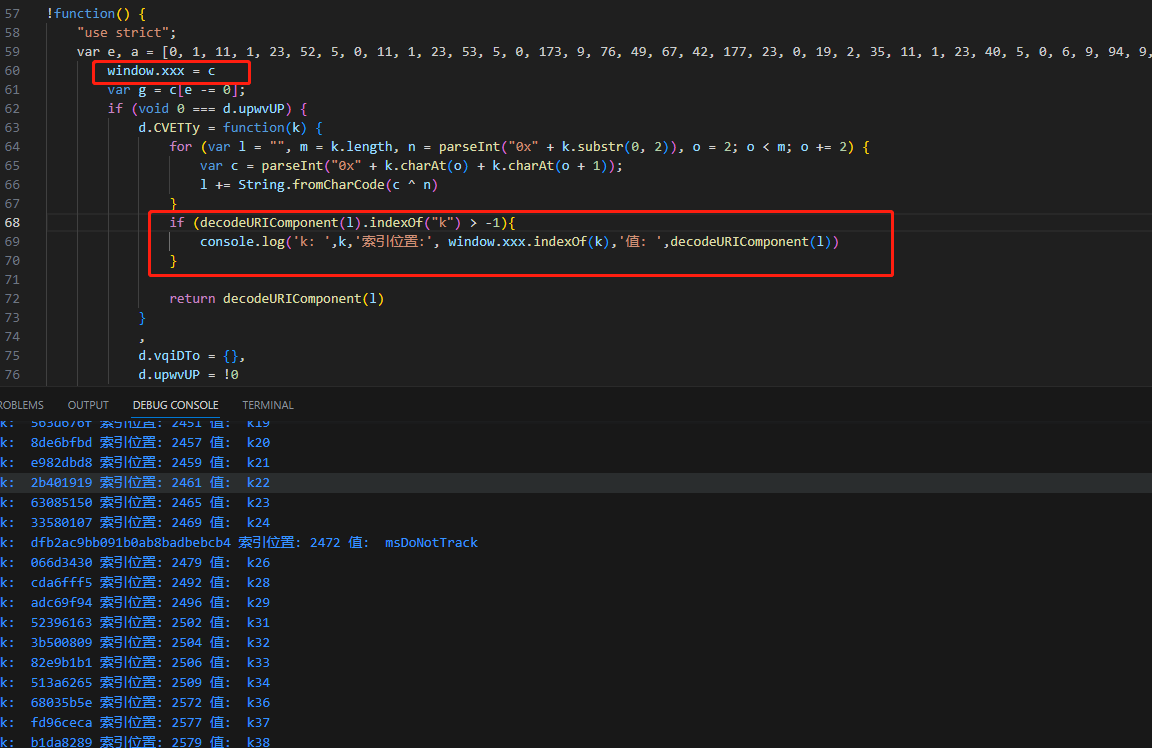 57 !function() {
58 "use strict";
59 var e, a = [0, 1, 11, 1, 23, 52, 5, 0, 11, 1, 23, 53, 5, 0, 173, 9, 76, 49, 67, 42, 177, 23, 0, 19, 2, 35, 11, 1, 23, 40, 5, 0, 6, 9, 94, 9,
60 window.xxx = c
61 var g = c[e -= 0];
62 if (void 0 === d.upwvUP) {
63 d.CVETTy = function(k) {
64 for (var l = "", m = k.length, n = parseInt("0x" + k.substr(0, 2)), o = 2; o < m; o += 2) {
65 var c = parseInt("0x" + k.charAt(o) + k.charAt(o + 1));
66 l += String.fromCharCode(c ^ n)
67 }
68 if (decodeURIComponent(l).indexOf("k") > -1){
69 console.log('k: ',k,'索引位置:', window.xxx.indexOf(k),'值: ',decodeURIComponent(l))
70 }
71
72 return decodeURIComponent(l)
73 }
74 ,
75 d.vqiDTo = {},
76 d.upwvUP = !0
ROBLEMS OUTPUT DEBUG CONSOLE TERMINAL
k: 563d676f 索引位置: 2451 值: k19
k: 8de6bfbd 索引位置: 2457 值: k20
k: e982dbd8 索引位置: 2459 值: k21
k: 2b401919 索引位置: 2461 值: k22
k: 63085150 索引位置: 2465 值: k23
k: 33580107 索引位置: 2469 值: k24
k: dfb2ac9bb091b0ab8badbebcb4 索引位置: 2472 值: msDoNotTrack
k: 066d3430 索引位置: 2479 值: k26
k: cda6fff5 索引位置: 2492 值: k28
k: adc69f94 索引位置: 2496 值: k29
k: 52396163 索引位置: 2502 值: k31
k: 3b500809 索引位置: 2504 值: k32
k: 82e9b1b1 索引位置: 2506 值: k33
k: 513a6265 索引位置: 2509 值: k34
k: 68035b5e 索引位置: 2572 值: k36
k: fd96ceca 索引位置: 2577 值: k37
k: b1da8289 索引位置: 2579 值: k38